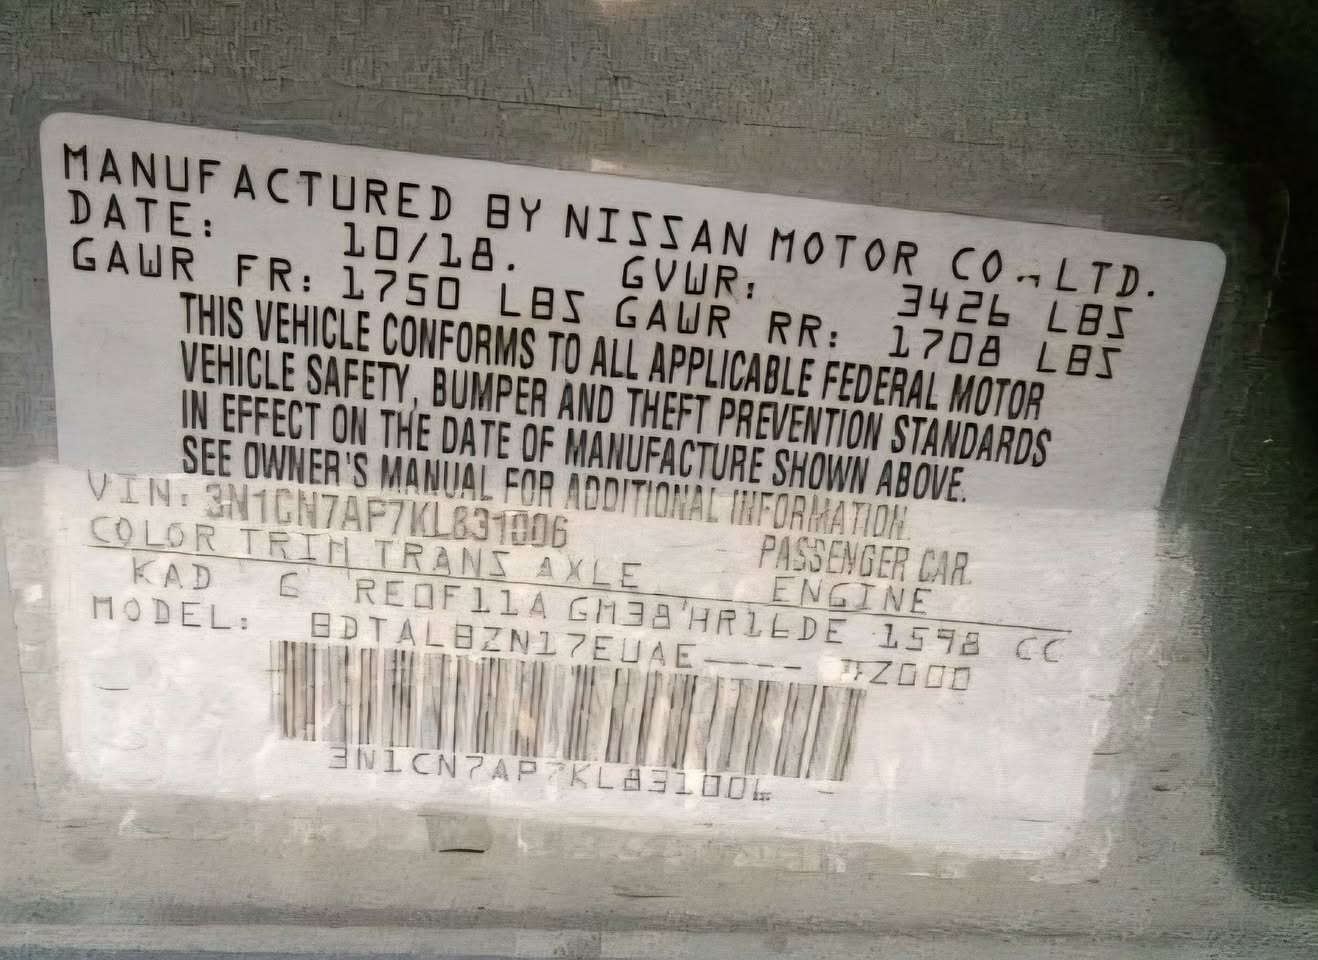 MANUFACTURED BY NISSAN MOTOR CO., LTD.
DATE: 10/18. GVWR: 3426 LBS
GAWR FR: 1750 LBS GAWR RR: 1708 LBS
THIS VEHICLE CONFORMS TO ALL APPLICABLE FEDERAL MOTOR
VEHICLE SAFETY, BUMPER AND THEFT PREVENTION STANDARDS
IN EFFECT ON THE DATE OF MANUFACTURE SHOWN ABOVE.
SEE OWNER'S MANUAL FOR ADDITIONAL INFORMATION.
VIN: 3N1CN7AP7KL831006 PASSENGER CAR
COLOR TRIM TRANS AXLE ENGINE
KAD G RE0F11A GM38 HR16DE 1598 CC
MODEL: BDTALBZN17EUAE----
3N1CN7AP7KL831006